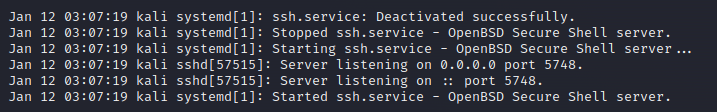 Jan 12 03:07:19 kali systemd[1]: ssh.service: Deactivated successfully.
Jan 12 03:07:19 kali systemd[1]: Stopped ssh.service - OpenBSD Secure Shell server.
Jan 12 03:07:19 kali systemd[1]: Starting ssh.service - OpenBSD Secure Shell server...
Jan 12 03:07:19 kali sshd[57515]: Server listening on 0.0.0.0 port 5748.
Jan 12 03:07:19 kali sshd[57515]: Server listening on :: port 5748.
Jan 12 03:07:19 kali systemd[1]: Started ssh.service - OpenBSD Secure Shell server.